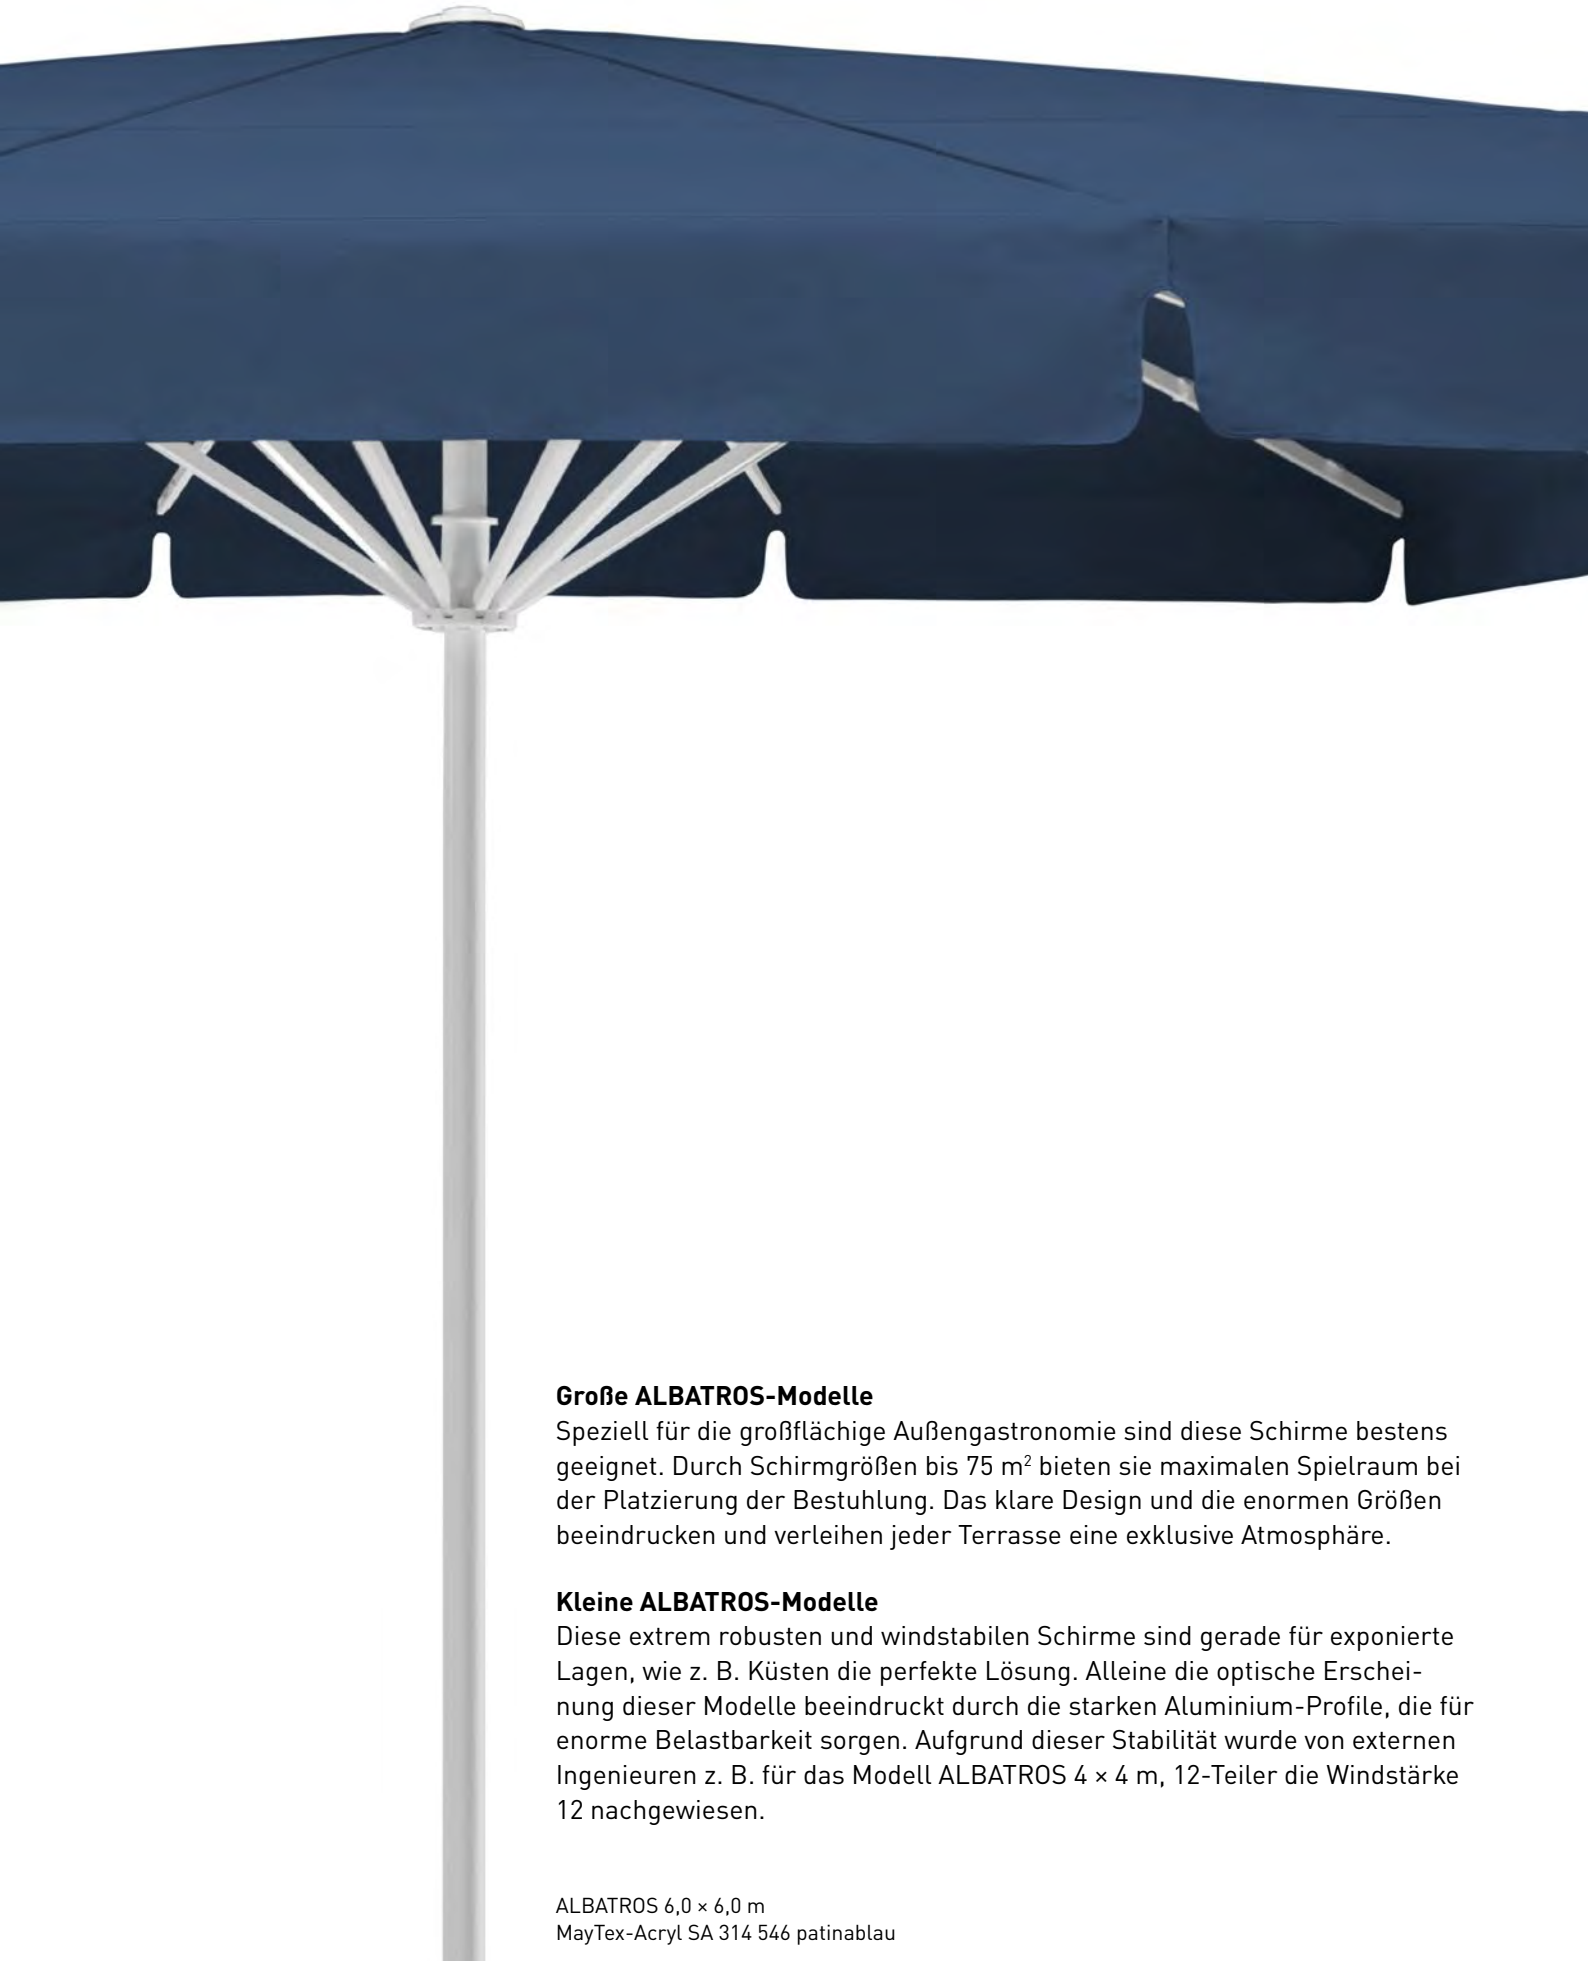 Große ALBATROS-Modelle
Speziell für die großflächige Außengastronomie sind diese Schirme bestens
geeignet. Durch Schirmgrößen bis 75 m² bieten sie maximalen Spielraum bei
der Platzierung der Bestuhlung. Das klare Design und die enormen Größen
beeindrucken und verleihen jeder Terrasse eine exklusive Atmosphäre.
Kleine ALBATROS-Modelle
Diese extrem robusten und windstabilen Schirme sind gerade für exponierte
Lagen, wie z. B. Küsten die perfekte Lösung. Alleine die optische Erschei-
nung dieser Modelle beeindruckt durch die starken Aluminium-Profile, die für
enorme Belastbarkeit sorgen. Aufgrund dieser Stabilität wurde von externen
Ingenieuren z. B. für das Modell ALBATROS 4 × 4 m, 12-Teiler die Windstärke
12 nachgewiesen.
ALBATROS 6,0 × 6,0 m
MayTex-Acryl SA 314 546 patinablau